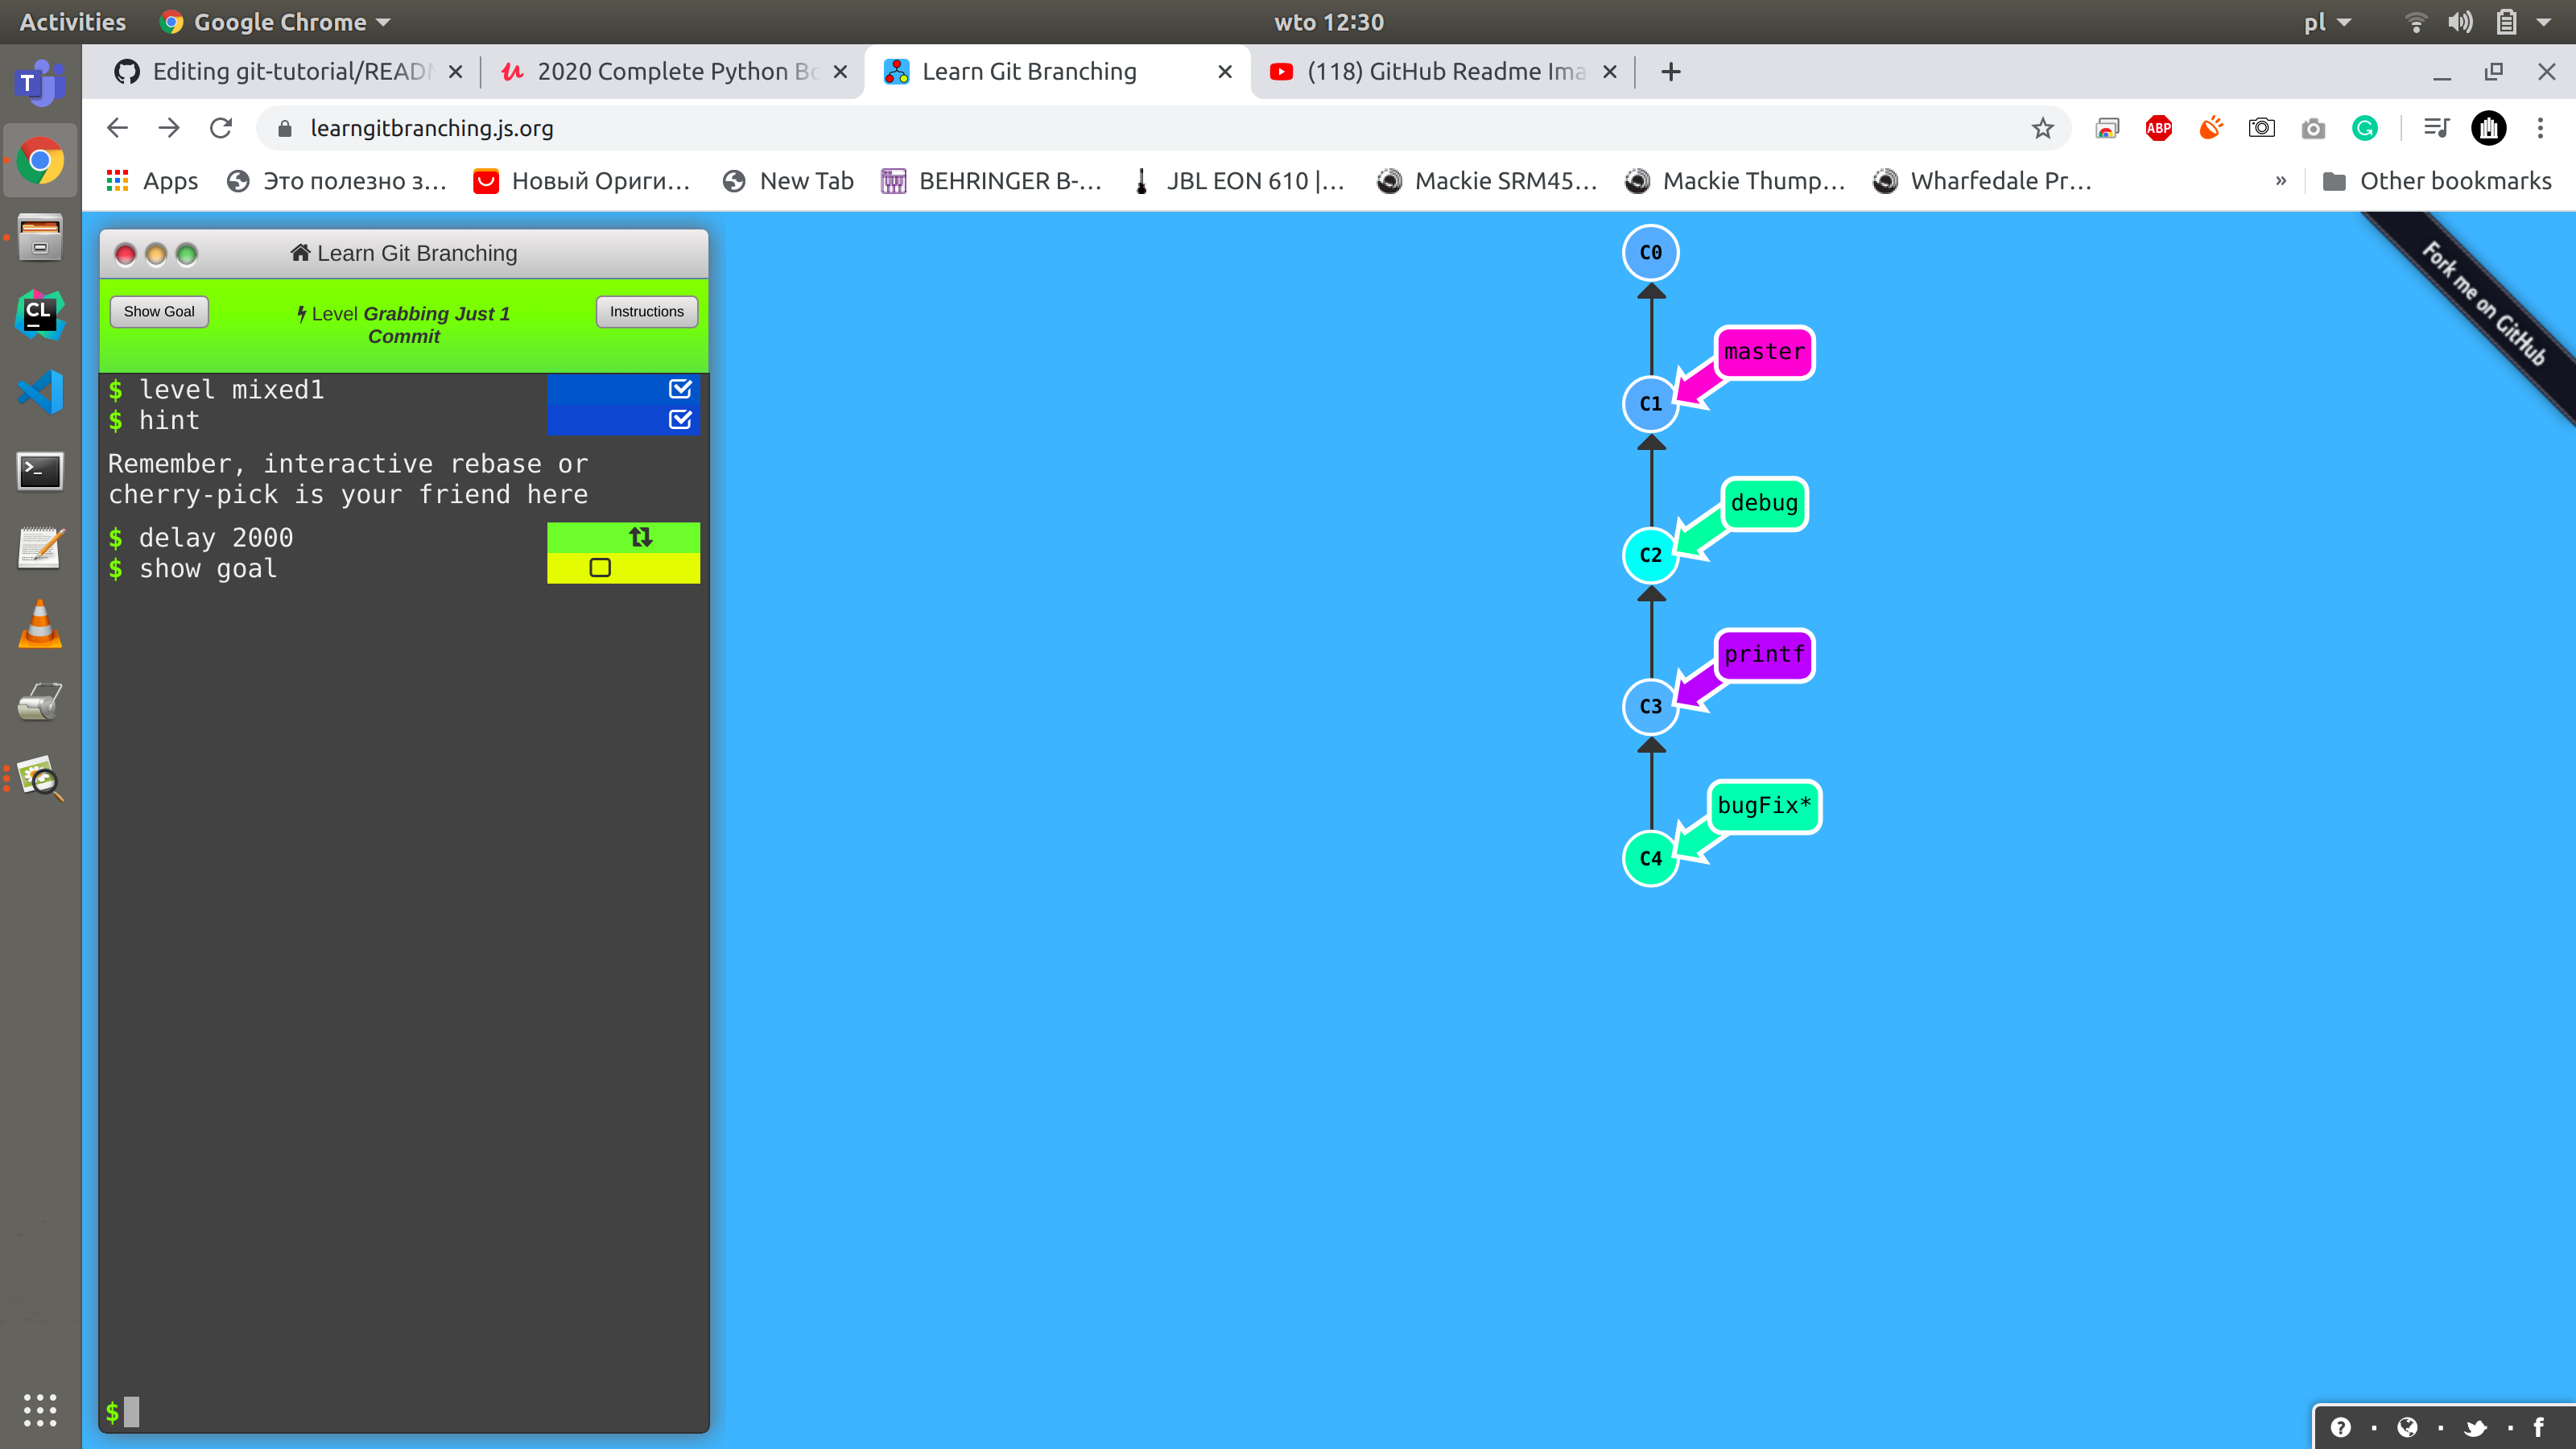 Activities Google Chrome wto 12:30 pl
Editing git-tutorial/READM 2020 Complete Python Bo Learn Git Branching (118) GitHub Readme Ima
learngitbranching.js.org
ABP
Apps Это полезно з... Новый Ориги... New Tab BEHRINGER B-... JBL EON 610 |... Mackie SRM45... Mackie Thump... Wharfedale Pr... » Other bookmarks
Learn Git Branching
Show Goal
Level Grabbing Just 1
Commit
Instructions
$ level mixed1
$ hint
Remember, interactive rebase or
cherry-pick is your friend here
$ delay 2000
$ show goal
$
C0
master
C1
debug
C2
printf
C3
bugFix*
C4
Fork me on GitHub